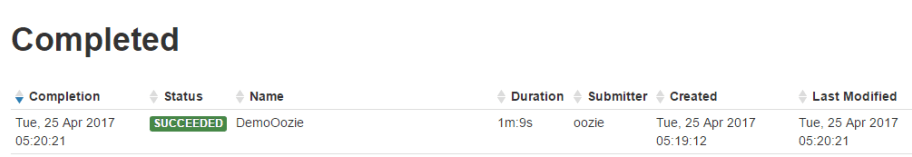 Completed
Completion Status Name Duration Submitter Created Last Modified
Tue, 25 Apr 2017 SUCCEEDED DemoOozie 1m:9s oozie Tue, 25 Apr 2017 Tue, 25 Apr 2017
05:20:21 05:19:12 05:20:21